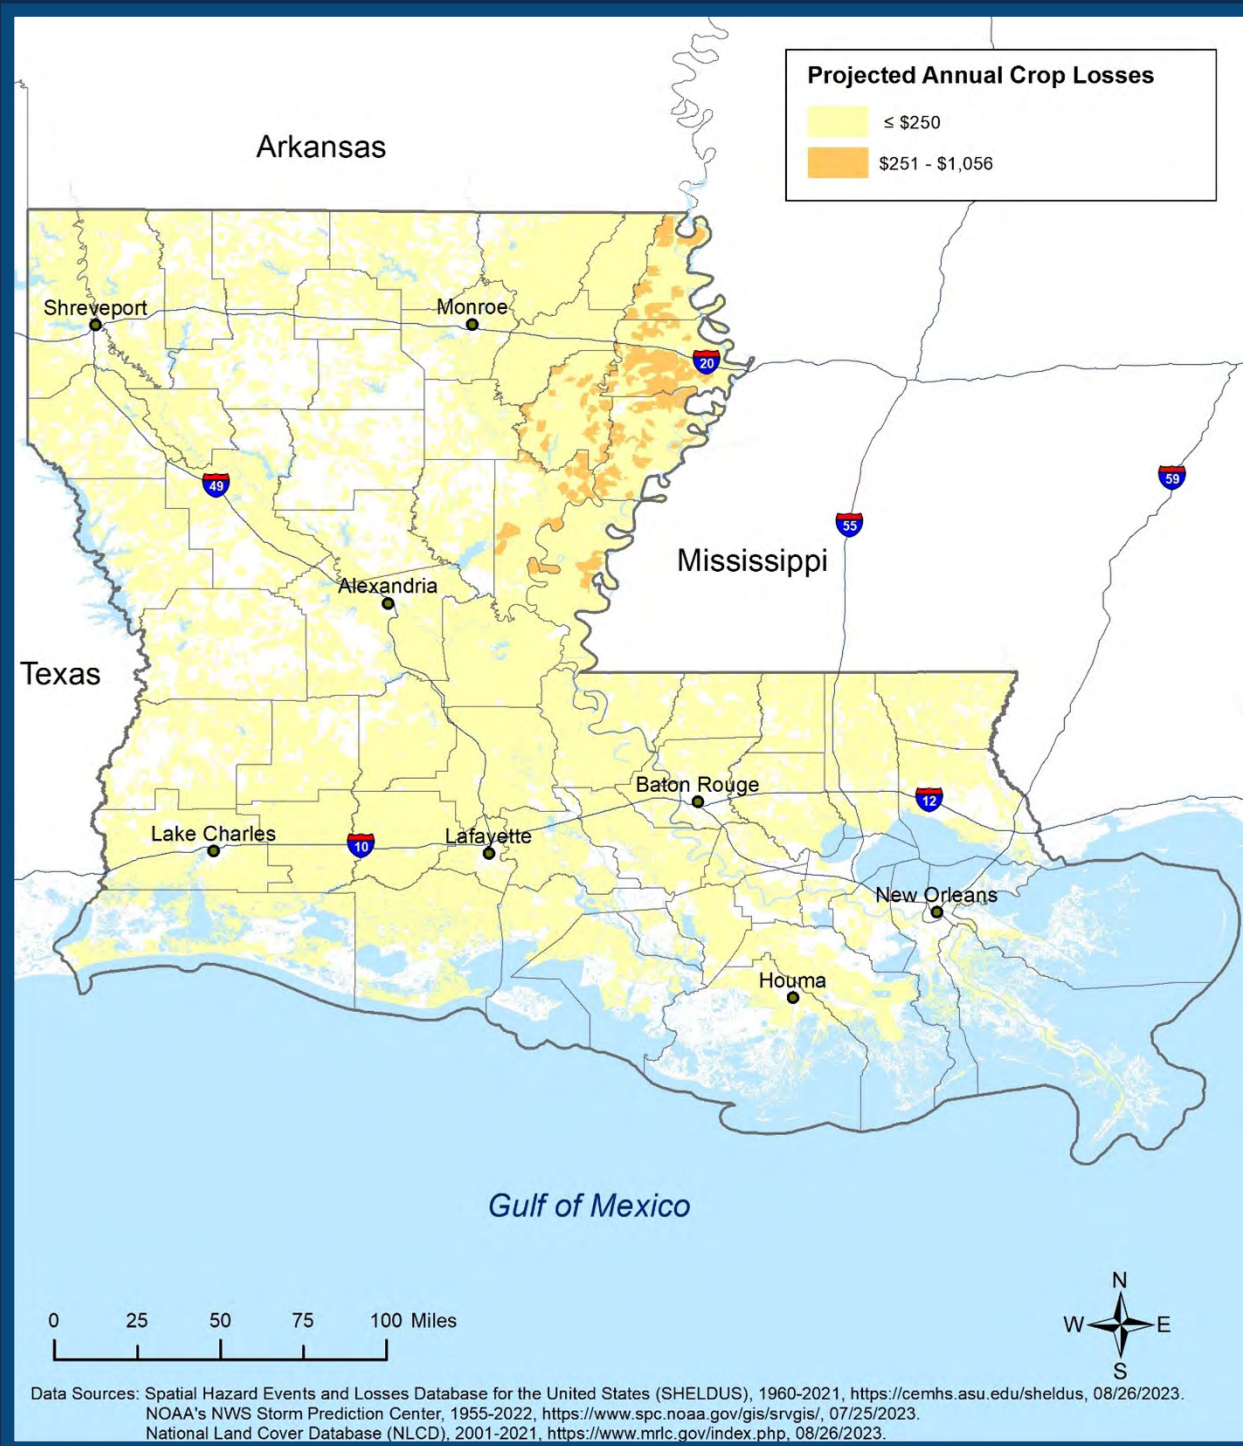 Projected Annual Crop Losses
≤ $250
$251 - $1,056
Arkansas
Shreveport
Monroe
20
49
59
55
Mississippi
Alexandria
Texas
Baton Rouge
12
Lake Charles
10
Lafayette
New Orleans
Houma
Gulf of Mexico
N
W E
S
0 25 50 75 100 Miles
Data Sources: Spatial Hazard Events and Losses Database for the United States (SHELDUS), 1960-2021, https://cemhs.asu.edu/sheldus, 08/26/2023.
NOAA's NWS Storm Prediction Center, 1955-2022, https://www.spc.noaa.gov/gis/srvgis/, 07/25/2023.
National Land Cover Database (NLCD), 2001-2021, https://www.mrlc.gov/index.php, 08/26/2023.